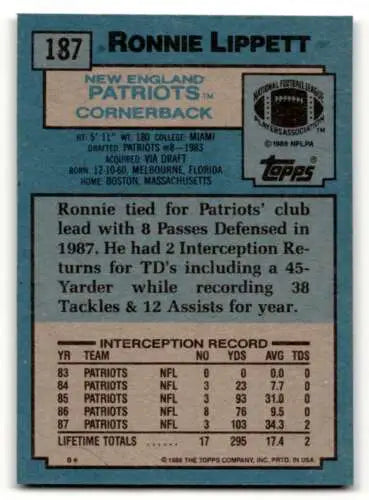 187 RONNIE LIPPETT
NEW ENGLAND
PATRIOTS™
CORNERBACK
NATIONAL FOOTBALL LEAGUE
PLAYERS ASSOCIATION
© 1988 NFLPA
HT: 5' 11" WT: 180 COLLEGE: MIAMI
DRAFTED: PATRIOTS #8-1983
ACQUIRED: VIA DRAFT
BORN: 12-10-60, MELBOURNE, FLORIDA
HOME: BOSTON, MASSACHUSETTS
Topps®
Ronnie tied for Patriots' club
lead with 8 Passes Defensed in
1987. He had 2 Interception Re-
turns for TD's including a 45-
Yarder while recording 38
Tackles & 12 Assists for year.
INTERCEPTION RECORD
YR TEAM NO YDS AVG TDS
83 PATRIOTS NFL 0 0 0.0 0
84 PATRIOTS NFL 3 23 7.7 0
85 PATRIOTS NFL 3 93 31.0 0
86 PATRIOTS NFL 8 76 9.5 0
87 PATRIOTS NFL 3 103 34.3 2
LIFETIME TOTALS ...... 17 295 17.4 2
B* © 1988 THE TOPPS COMPANY, INC. PRTD. IN USA